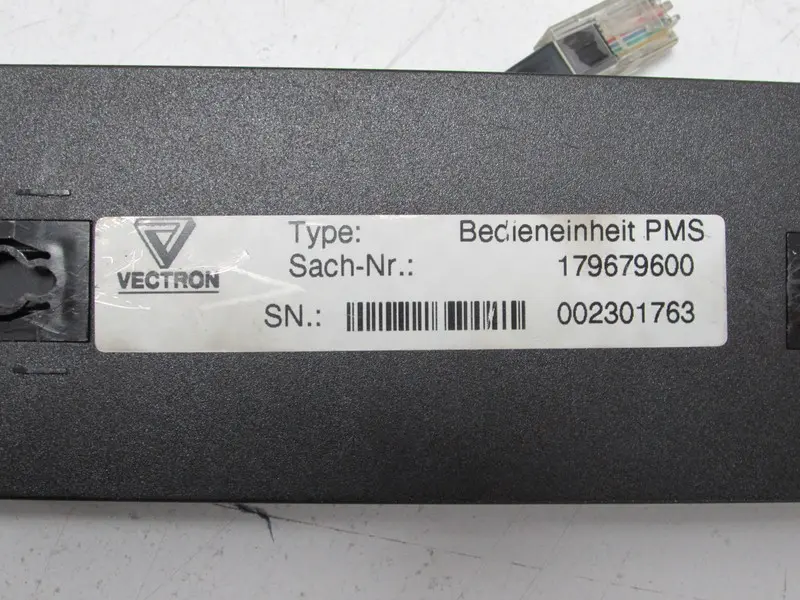 VECTRON
Type: Bedieneinheit PMS
Sach-Nr.: 179679600
SN.: 002301763